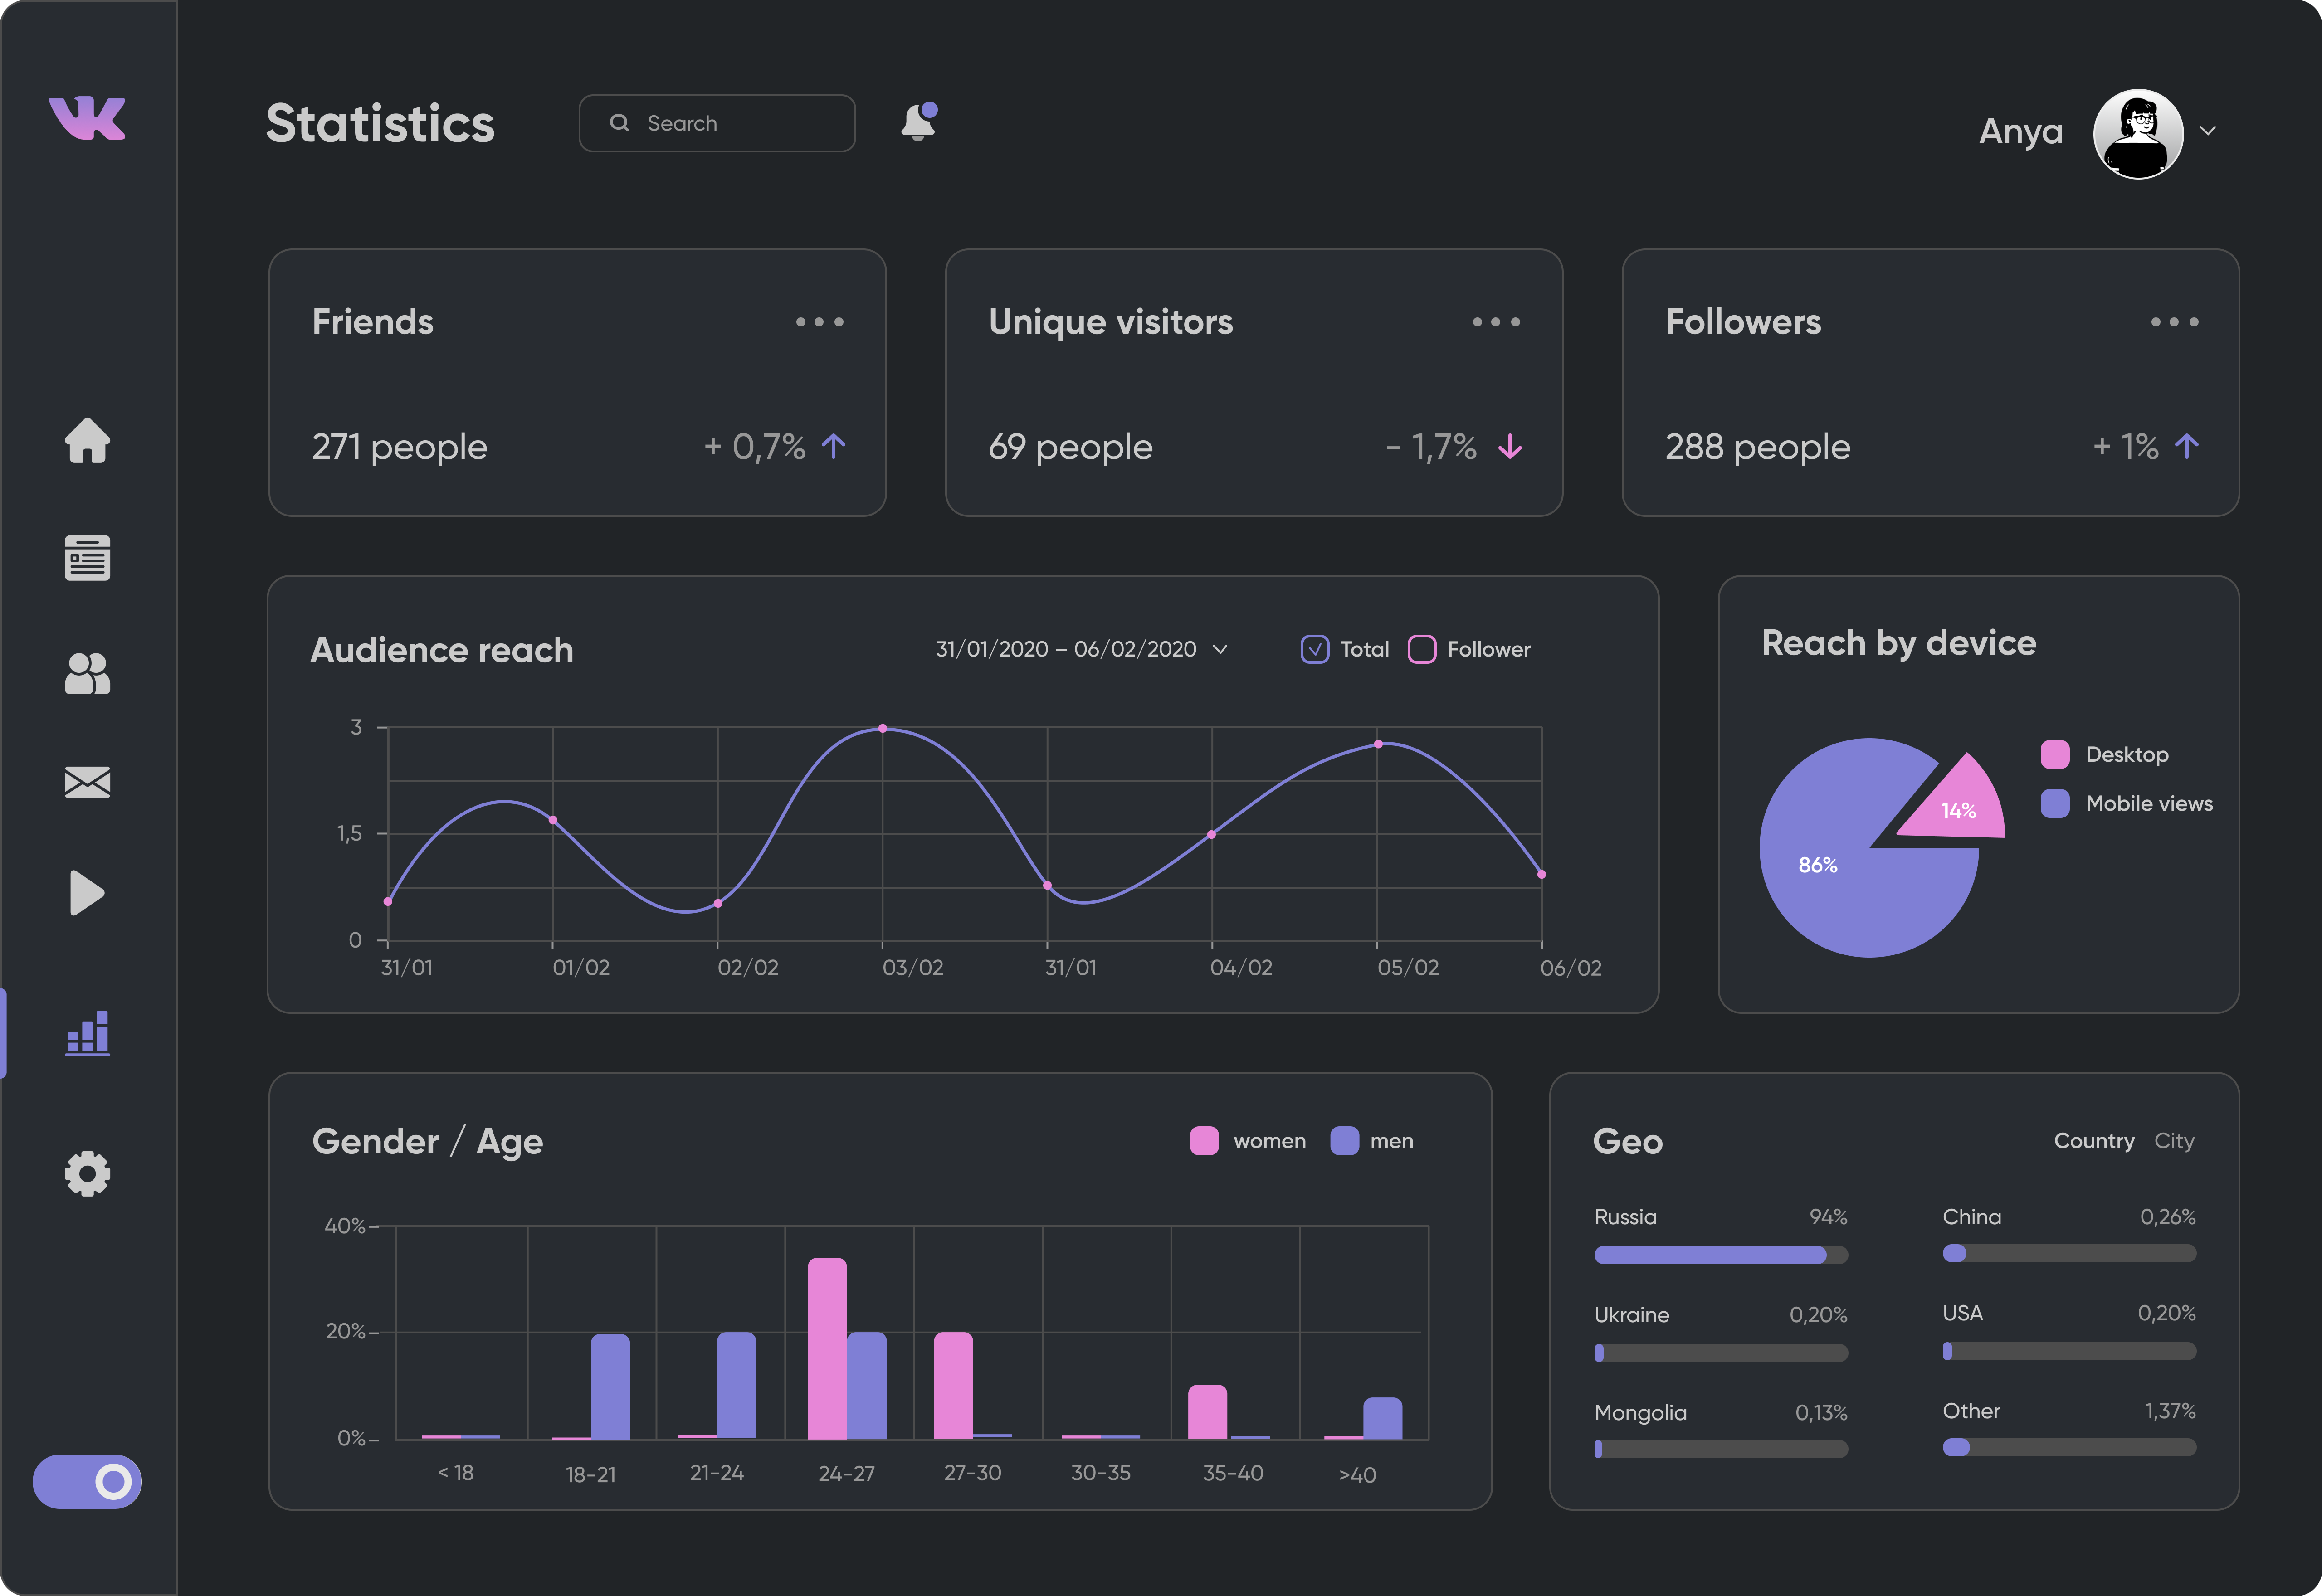 VK
Statistics
Search
Anya
Friends
271 people
+ 0,7%
Unique visitors
69 people
- 1,7%
Followers
288 people
+ 1%
Audience reach
31/01/2020 – 06/02/2020
Total
Follower
3
1,5
0
31/01
01/02
02/02
03/02
31/01
04/02
05/02
06/02
Reach by device
Desktop
Mobile views
14%
86%
Gender / Age
women
men
40%
20%
0%
< 18
18-21
21-24
24-27
27-30
30-35
35-40
>40
Geo
Country
City
Russia
94%
China
0,26%
Ukraine
0,20%
USA
0,20%
Mongolia
0,13%
Other
1,37%